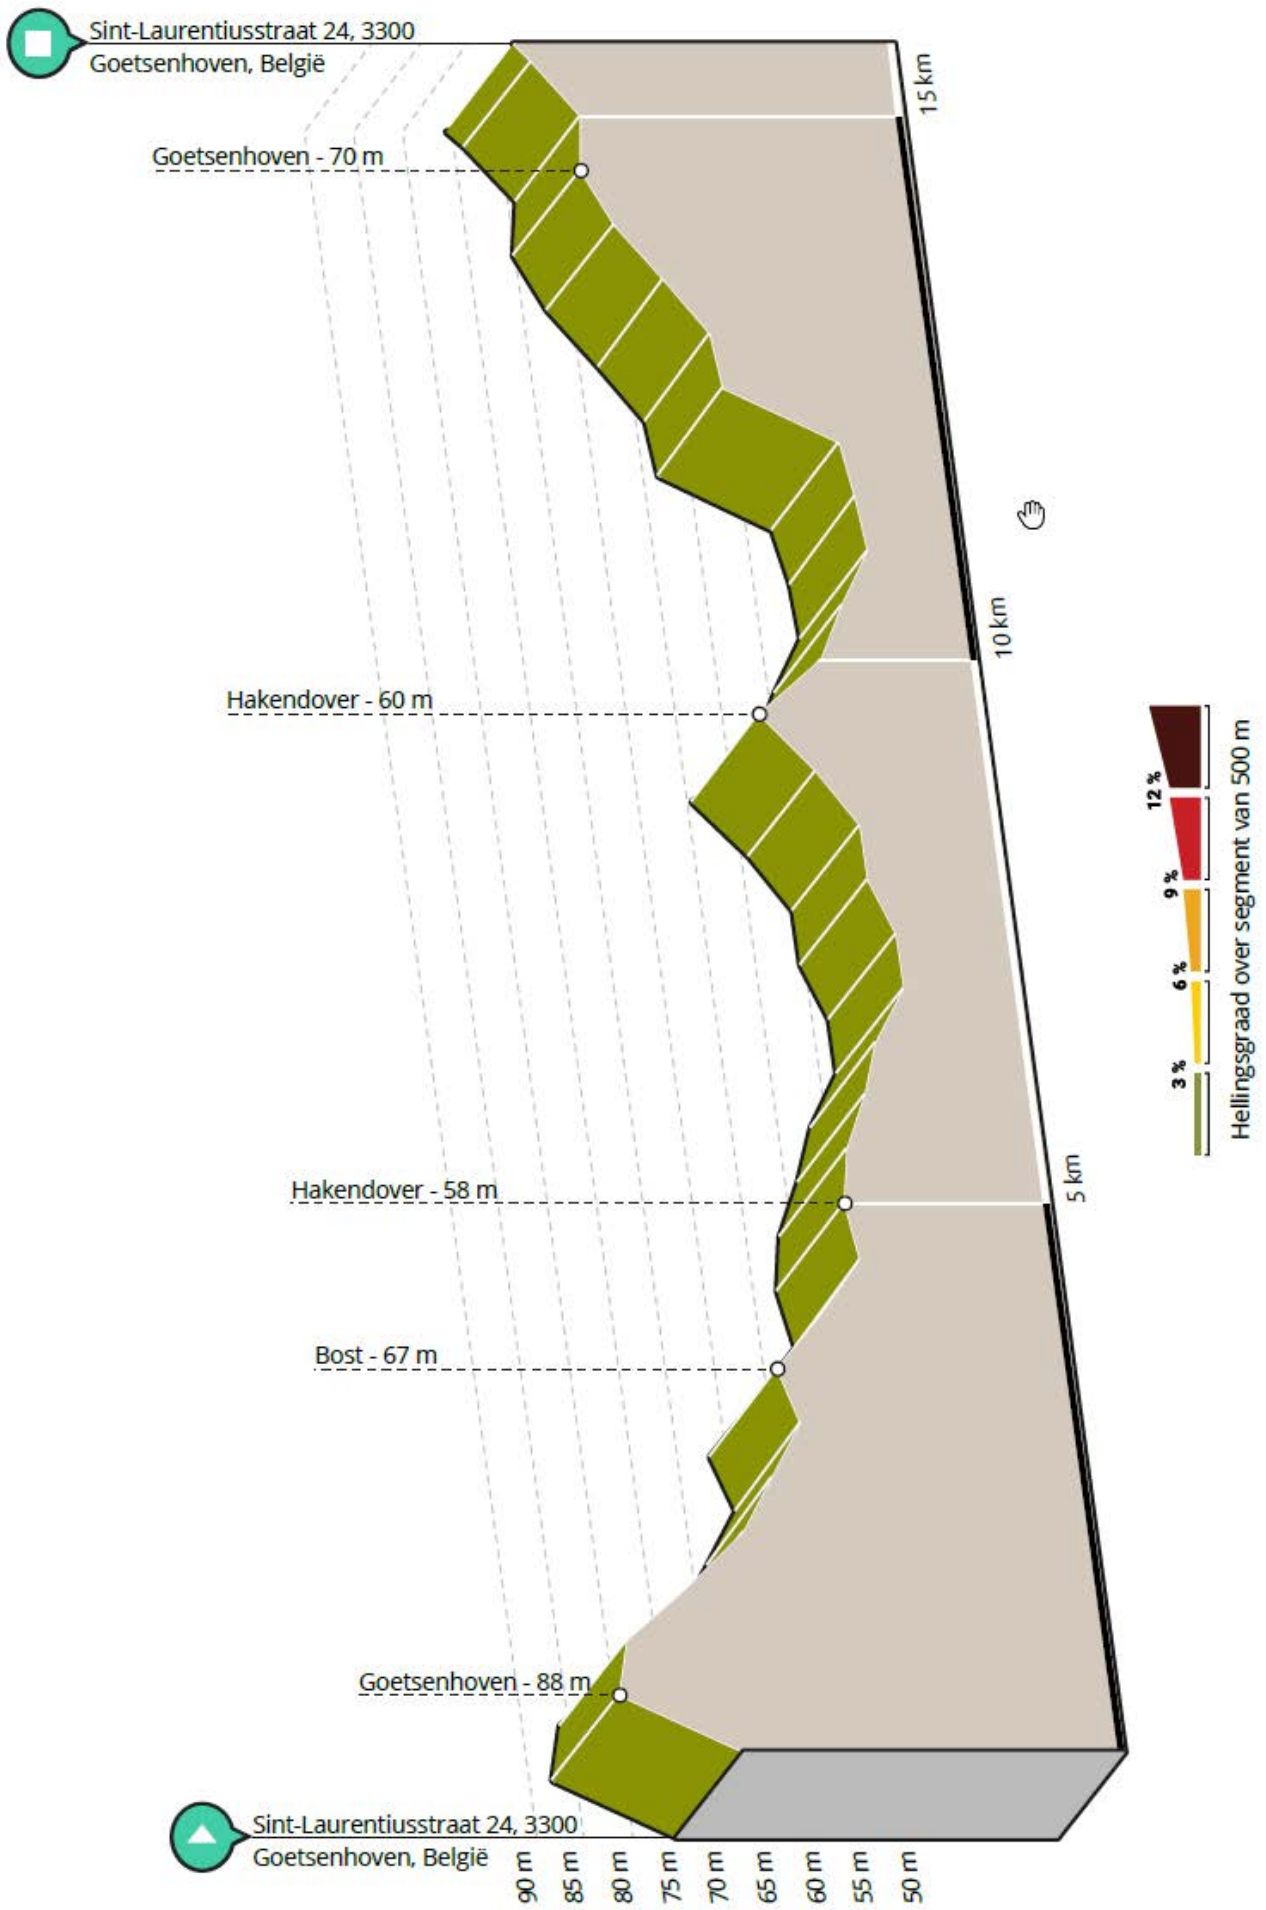 Sint-Laurentiusstraat 24, 3300
Goetsenhoven, België
15 km
Goetsenhoven - 70 m
10 km
Hakendover - 60 m
12 %
9 %
6 %
3 %
Hellingsgraad over segment van 500 m
5 km
Hakendover - 58 m
Bost - 67 m
Goetsenhoven - 88 m
Sint-Laurentiusstraat 24, 3300
Goetsenhoven, België
90 m
85 m
80 m
75 m
70 m
65 m
60 m
55 m
50 m